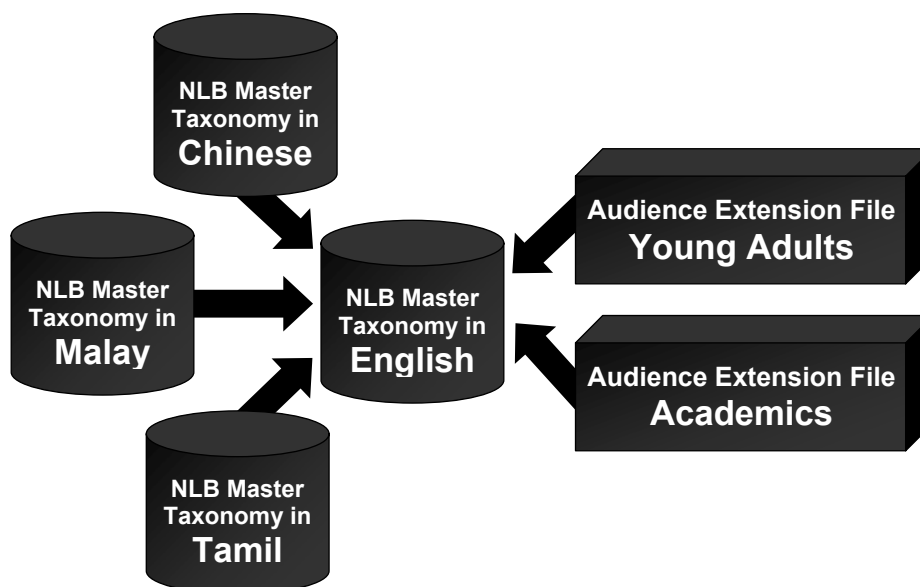 NLB Master
Taxonomy in
Chinese
NLB Master
Taxonomy in
Malay
NLB Master
Taxonomy in
Tamil
NLB Master
Taxonomy in
English
Audience Extension File
Young Adults
Audience Extension File
Academics